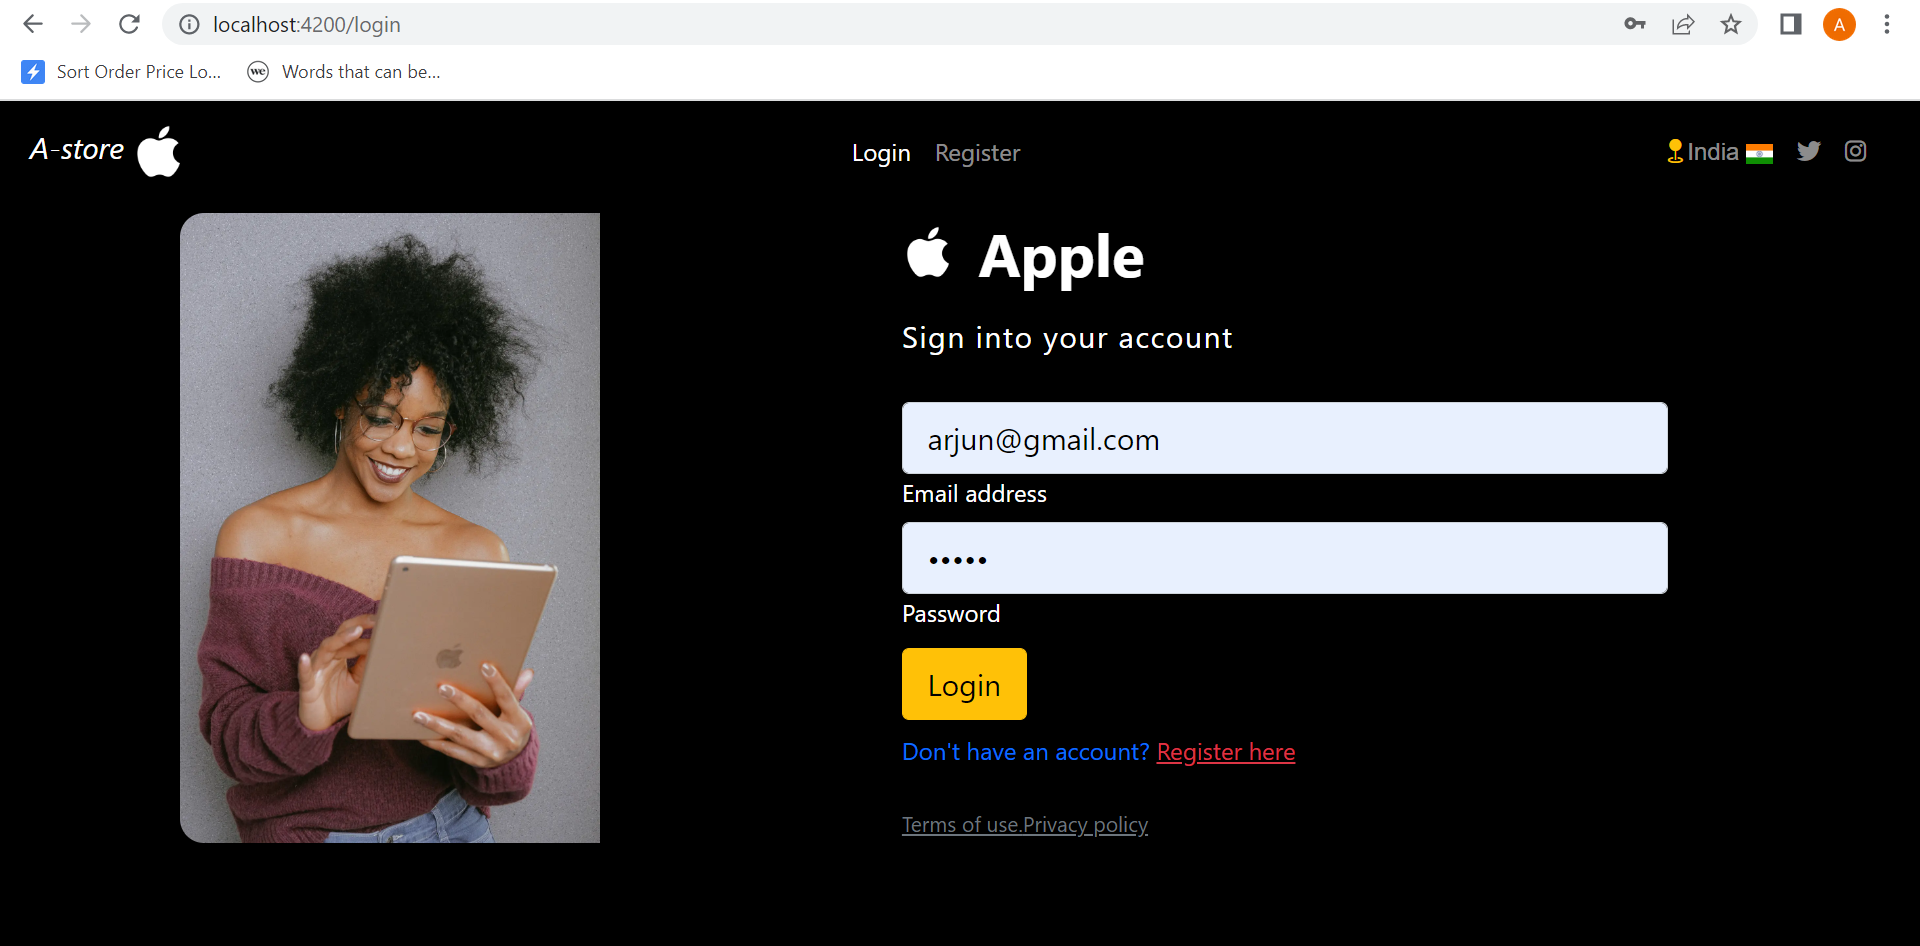 localhost:4200/login
A
Sort Order Price Lo...
we Words that can be...
A-store
Login Register
India
Apple
Sign into your account
arjun@gmail.com
Email address
•••••
Password
Login
Don't have an account? Register here
Terms of use.Privacy policy